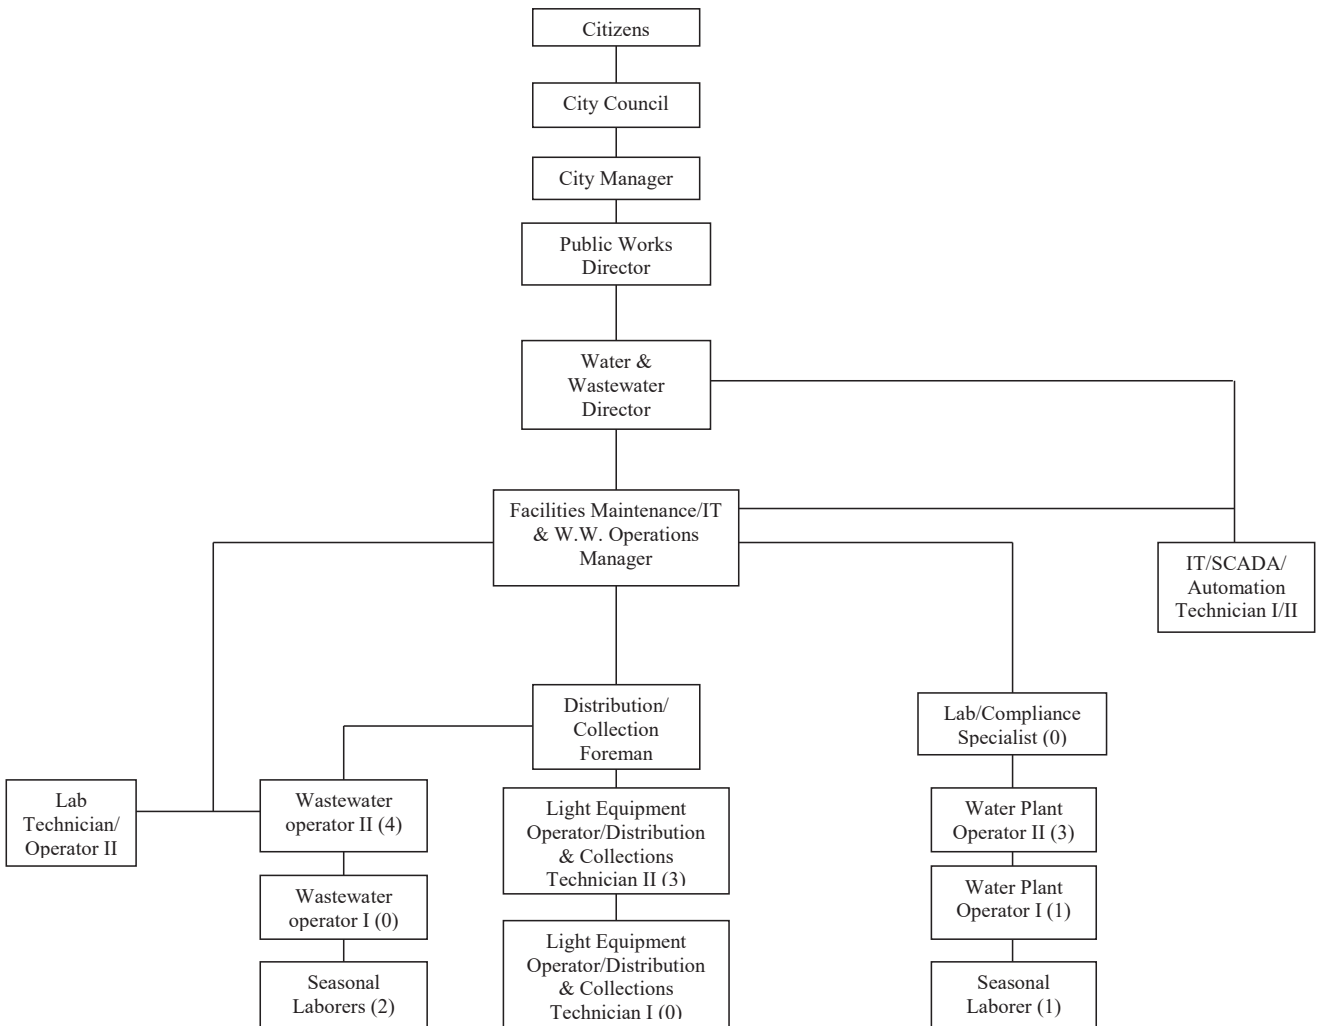 Citizens
City Council
City Manager
Public Works
Director
Water &
Wastewater
Director
Facilities Maintenance/IT
& W.W. Operations
Manager
IT/SCADA/
Automation
Technician I/II
Distribution/
Collection
Foreman
Lab/Compliance
Specialist (0)
Lab
Technician/
Operator II
Wastewater
operator II (4)
Light Equipment
Operator/Distribution
& Collections
Technician II (3)
Water Plant
Operator II (3)
Wastewater
operator I (0)
Water Plant
Operator I (1)
Light Equipment
Operator/Distribution
& Collections
Technician I (0)
Seasonal
Laborers (2)
Seasonal
Laborer (1)